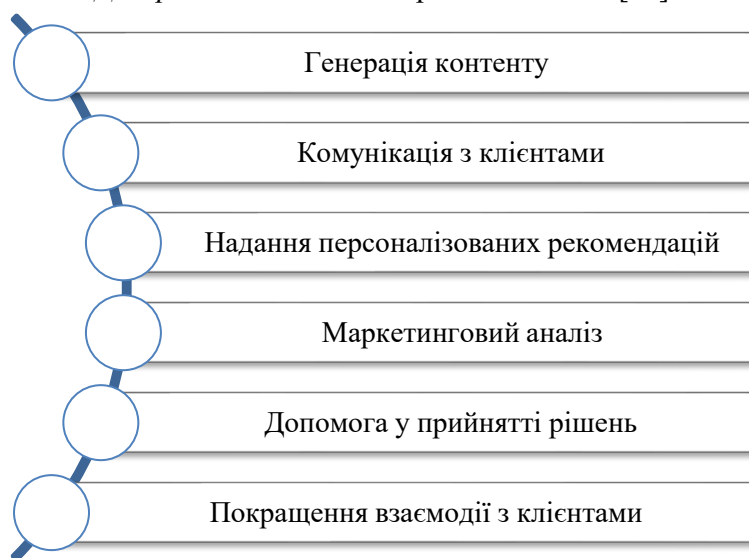 Генерація контенту
Комунікація з клієнтами
Надання персоналізованих рекомендацій
Маркетинговий аналіз
Допомога у прийнятті рішень
Покращення взаємодії з клієнтами